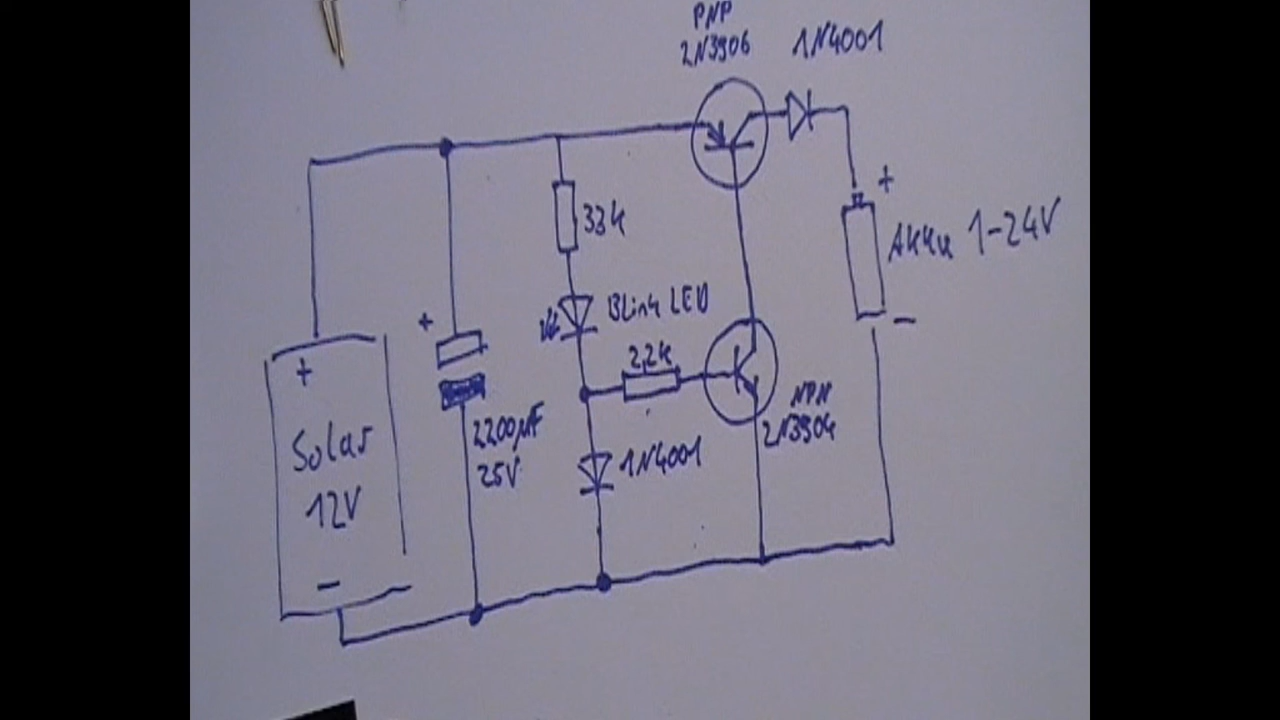 PNP
2N3906
1N4001
33k
+
Akku 1-24V
-
Blink LED
2,2k
+
+
Solar
12V
-
2200µF
25V
1N4001
NPN
2N3904